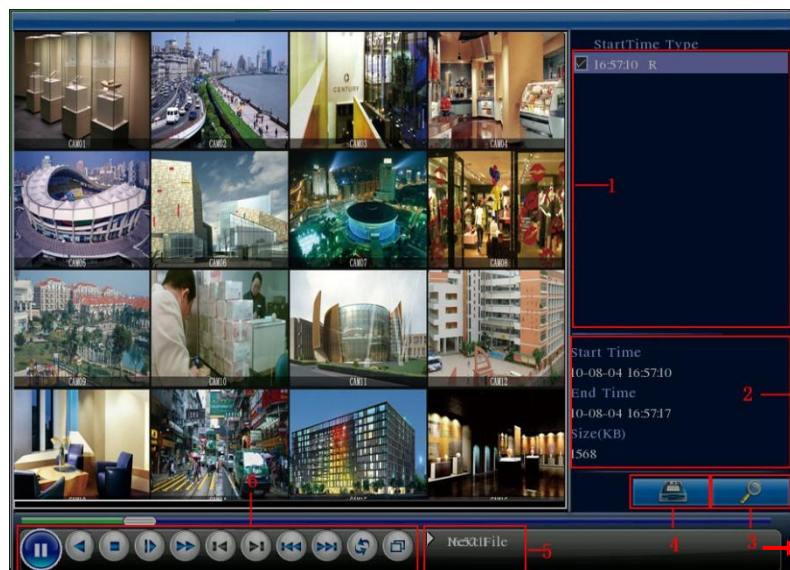 StartTime Type
16:57:10 R
CENTURY
CAM01
CAM02
CAM03
CAM04
1
CAM05
CAM06
CAM07
CAM08
CAM09
CAM10
CAM11
CAM12
Start Time
10-08-04 16:57:10
End Time
2
10-08-04 16:57:17
Size(KB)
1568
6
4
3
5